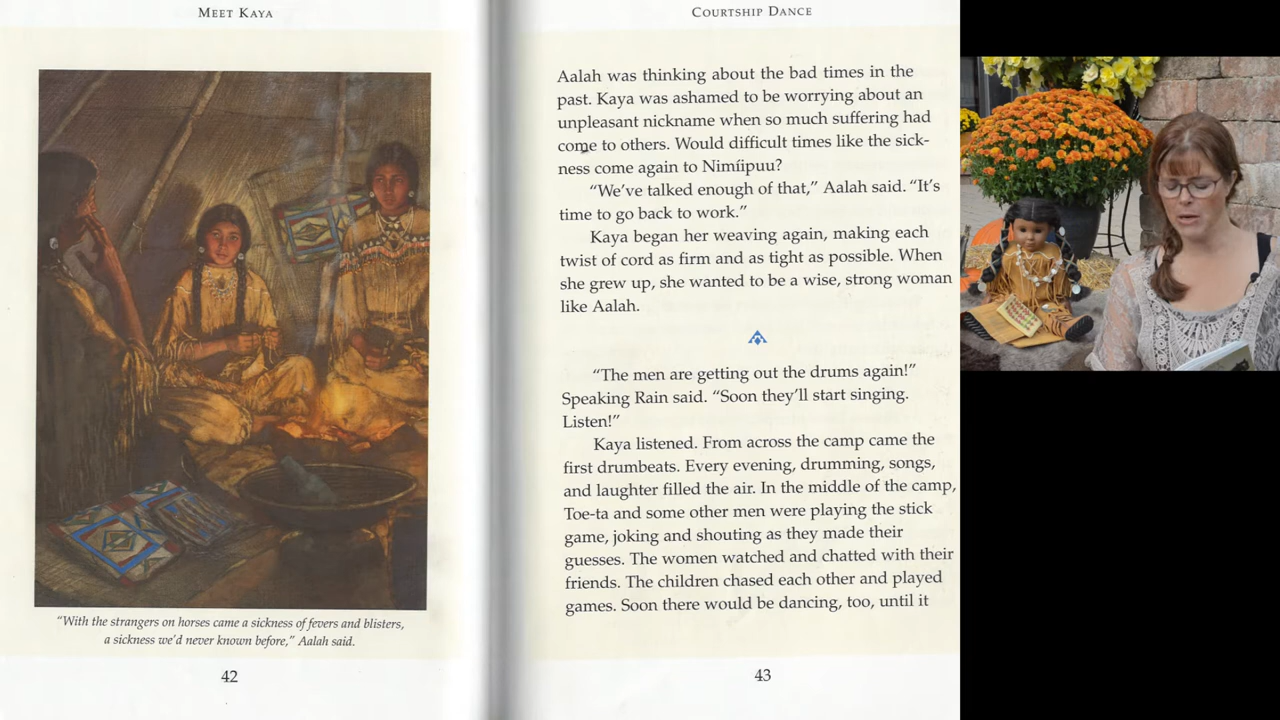 MEET KAYA
"With the strangers on horses came a sickness of fevers and blisters,
a sickness we'd never known before," Aalah said.
42
COURTSHIP DANCE
Aalah was thinking about the bad times in the
past. Kaya was ashamed to be worrying about an
unpleasant nickname when so much suffering had
come to others. Would difficult times like the sick-
ness come again to Nimíipuu?
"We've talked enough of that," Aalah said. "It's
time to go back to work."
Kaya began her weaving again, making each
twist of cord as firm and as tight as possible. When
she grew up, she wanted to be a wise, strong woman
like Aalah.
"The men are getting out the drums again!"
Speaking Rain said. "Soon they'll start singing.
Listen!"
Kaya listened. From across the camp came the
first drumbeats. Every evening, drumming, songs,
and laughter filled the air. In the middle of the camp,
Toe-ta and some other men were playing the stick
game, joking and shouting as they made their
guesses. The women watched and chatted with their
friends. The children chased each other and played
games. Soon there would be dancing, too, until it
43